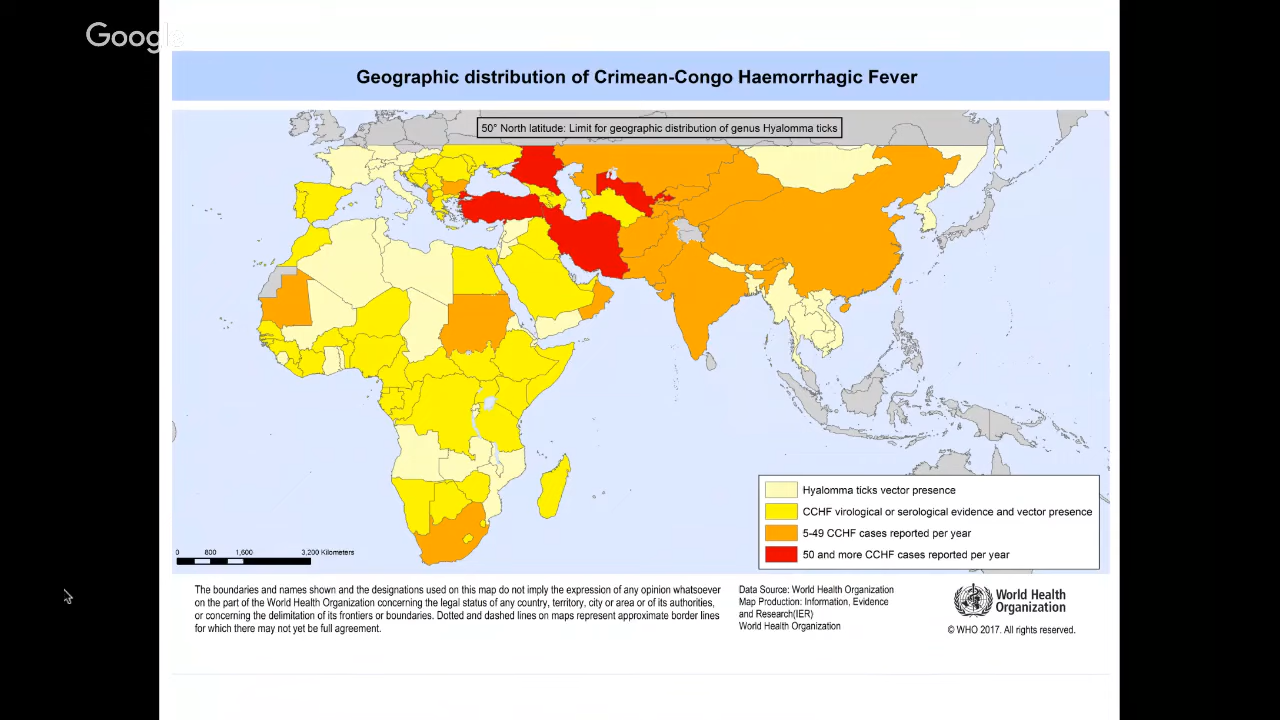 Google
Geographic distribution of Crimean-Congo Haemorrhagic Fever
50° North latitude: Limit for geographic distribution of genus Hyalomma ticks
Hyalomma ticks vector presence
CCHF virological or serological evidence and vector presence
5-49 CCHF cases reported per year
50 and more CCHF cases reported per year
0 800 1,600 3,200 Kilometers
The boundaries and names shown and the designations used on this map do not imply the expression of any opinion whatsoever
on the part of the World Health Organization concerning the legal status of any country, territory, city or area or of its authorities,
or concerning the delimitation of its frontiers or boundaries. Dotted and dashed lines on maps represent approximate border lines
for which there may not yet be full agreement.
Data Source: World Health Organization
Map Production: Information, Evidence
and Research(IER)
World Health Organization
World Health
Organization
© WHO 2017. All rights reserved.